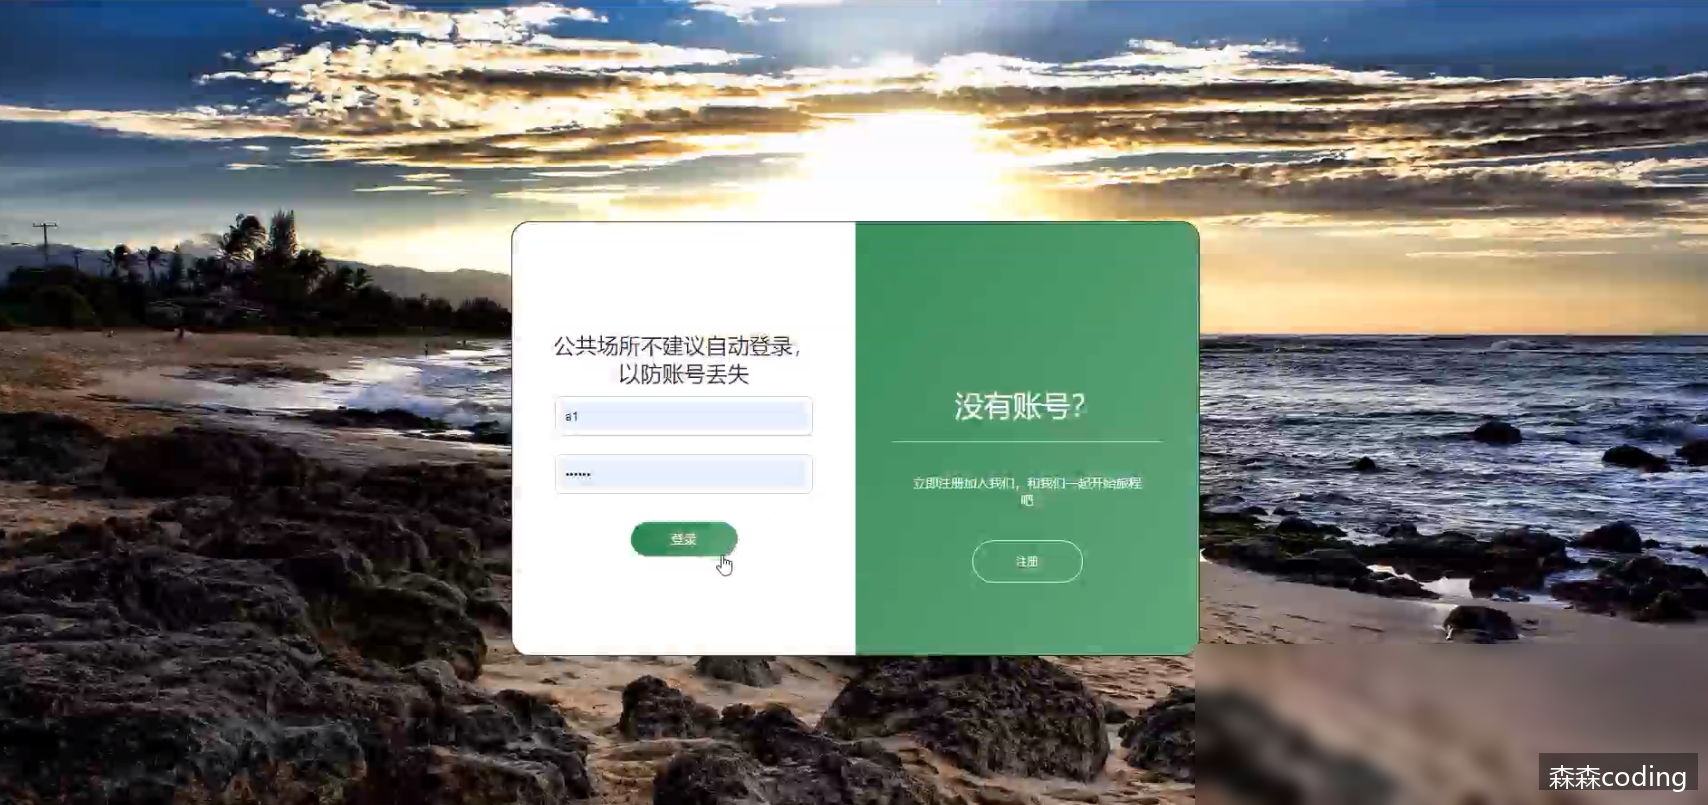 公共场所不建议自动登录,
以防账号丢失
a1
••••••
登录
没有账号?
立即注册加入我们，和我们一起开始旅程
吧
注册
森森coding